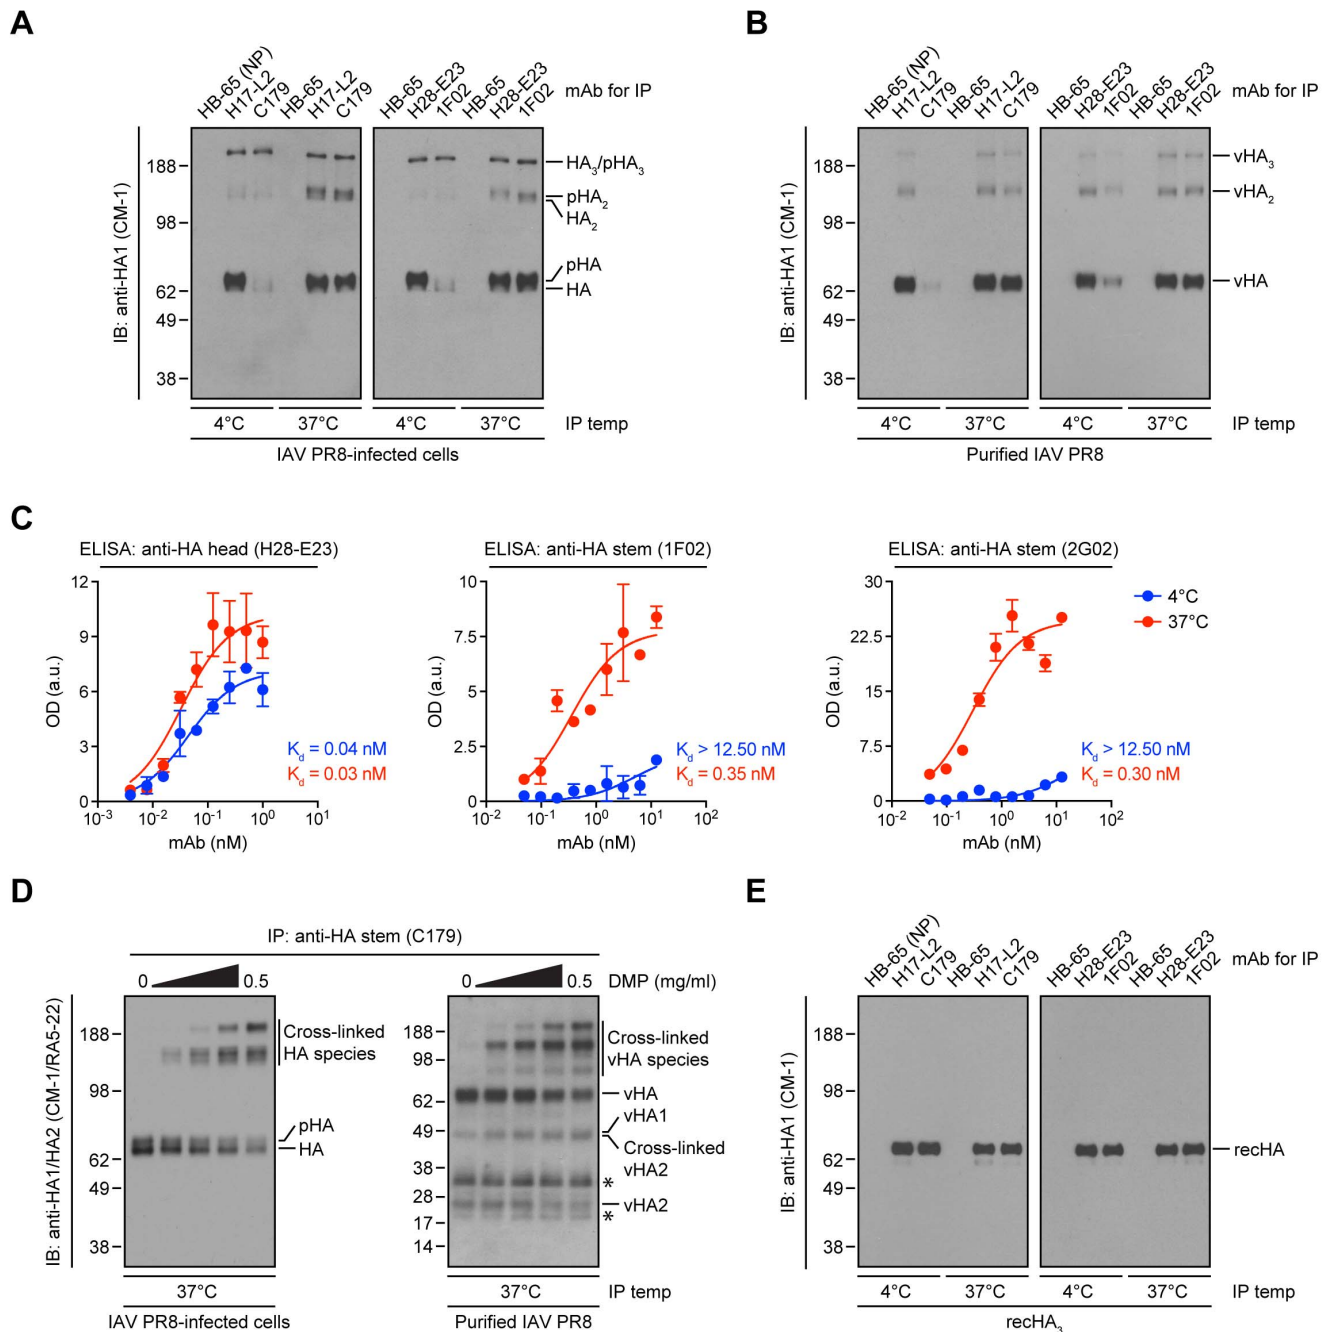 A
HB-65 (NP)
H17-L2
C179
HB-65
H17-L2
C179
HB-65
H28-E23
1F02
HB-65
H28-E23
1F02
mAb for IP
IB: anti-HA1 (CM-1)
188
98
62
49
38
HA3/pHA3
pHA2
HA2
pHA
HA
4°C
37°C
4°C
37°C
IP temp
IAV PR8-infected cells
B
HB-65 (NP)
H17-L2
C179
HB-65
H17-L2
C179
HB-65
H28-E23
1F02
HB-65
H28-E23
1F02
mAb for IP
IB: anti-HA1 (CM-1)
188
98
62
49
38
vHA3
vHA2
vHA
4°C
37°C
4°C
37°C
IP temp
Purified IAV PR8
C
ELISA: anti-HA head (H28-E23)
OD (a.u.)
12
9
6
3
0
Kd = 0.04 nM
Kd = 0.03 nM
10-3
10-2
10-1
100
101
mAb (nM)
ELISA: anti-HA stem (1F02)
OD (a.u.)
10
7.5
5
2.5
0
Kd > 12.50 nM
Kd = 0.35 nM
10-2
10-1
100
101
102
mAb (nM)
ELISA: anti-HA stem (2G02)
OD (a.u.)
30
22.5
15
7.5
0
Kd > 12.50 nM
Kd = 0.30 nM
10-2
10-1
100
101
102
mAb (nM)
4°C
37°C
D
IP: anti-HA stem (C179)
0
0.5
0
0.5
DMP (mg/ml)
IB: anti-HA1/HA2 (CM-1/RA5-22)
188
98
62
49
38
Cross-linked
HA species
pHA
HA
37°C
IAV PR8-infected cells
188
98
62
49
38
28
17
14
Cross-linked
vHA species
vHA
vHA1
Cross-linked
vHA2
*
vHA2
*
37°C
IP temp
Purified IAV PR8
E
HB-65 (NP)
H17-L2
C179
HB-65
H17-L2
C179
HB-65
H28-E23
1F02
HB-65
H28-E23
1F02
mAb for IP
IB: anti-HA1 (CM-1)
188
98
62
49
38
recHA
4°C
37°C
4°C
37°C
IP temp
recHA3